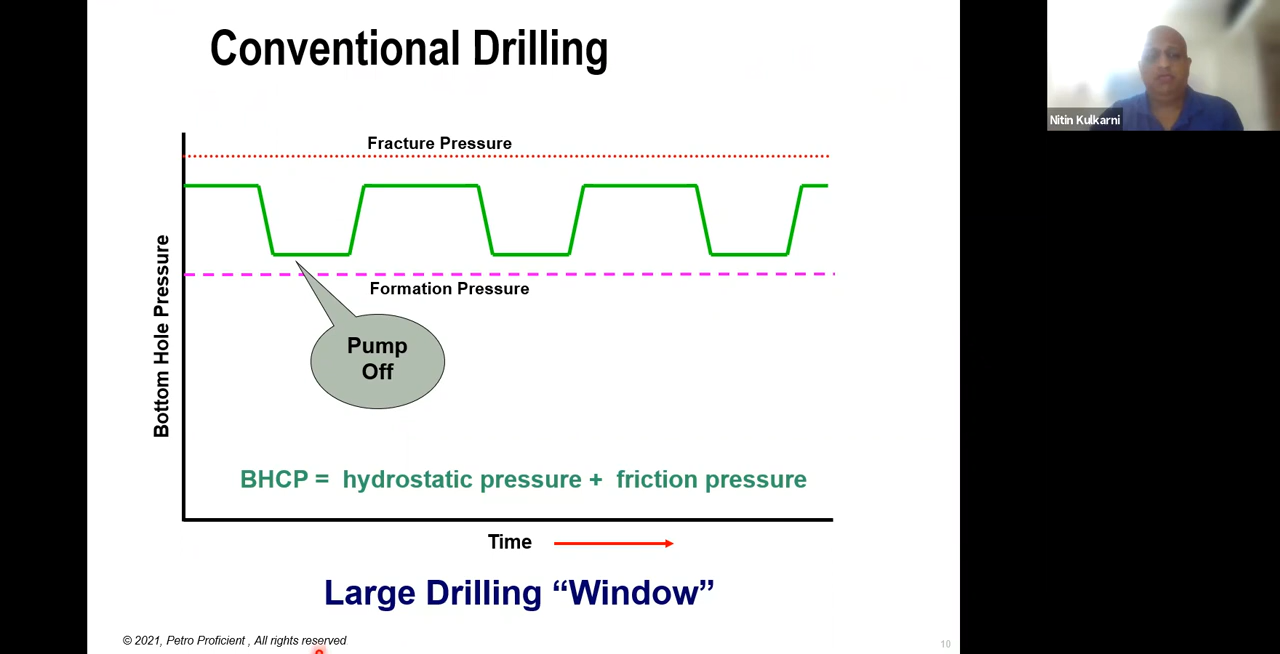 Conventional Drilling
Nitin Kulkarni
Fracture Pressure
Bottom Hole Pressure
Formation Pressure
Pump
Off
BHCP = hydrostatic pressure + friction pressure
Time
Large Drilling “Window”
© 2021, Petro Proficient , All rights reserved
10